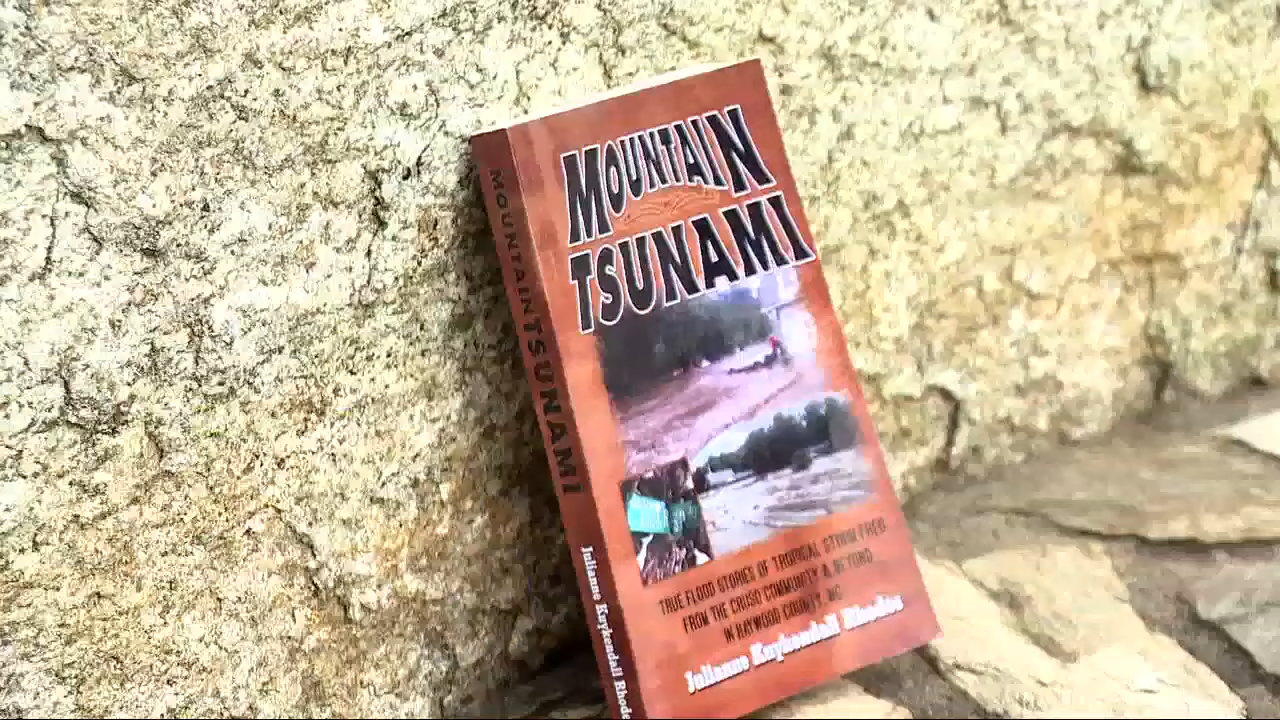 MOUNTAIN
TSUNAMI
TRUE FLOOD STORIES OF TROPICAL STORM FRED
FROM THE CRUSO COMMUNITY & BEYOND
IN HAYWOOD COUNTY, NC
Julianne Kuykendall Rhodes
MOUNTAIN TSUNAMI
Julianne Kuykendall Rhodes